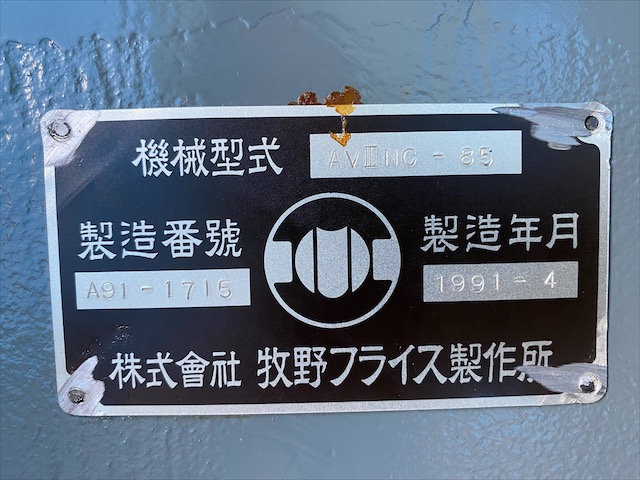 機械型式 AVⅢNC-85
製造番號 製造年月
A91-1715 1991-4
株式會社 牧野フライス製作所